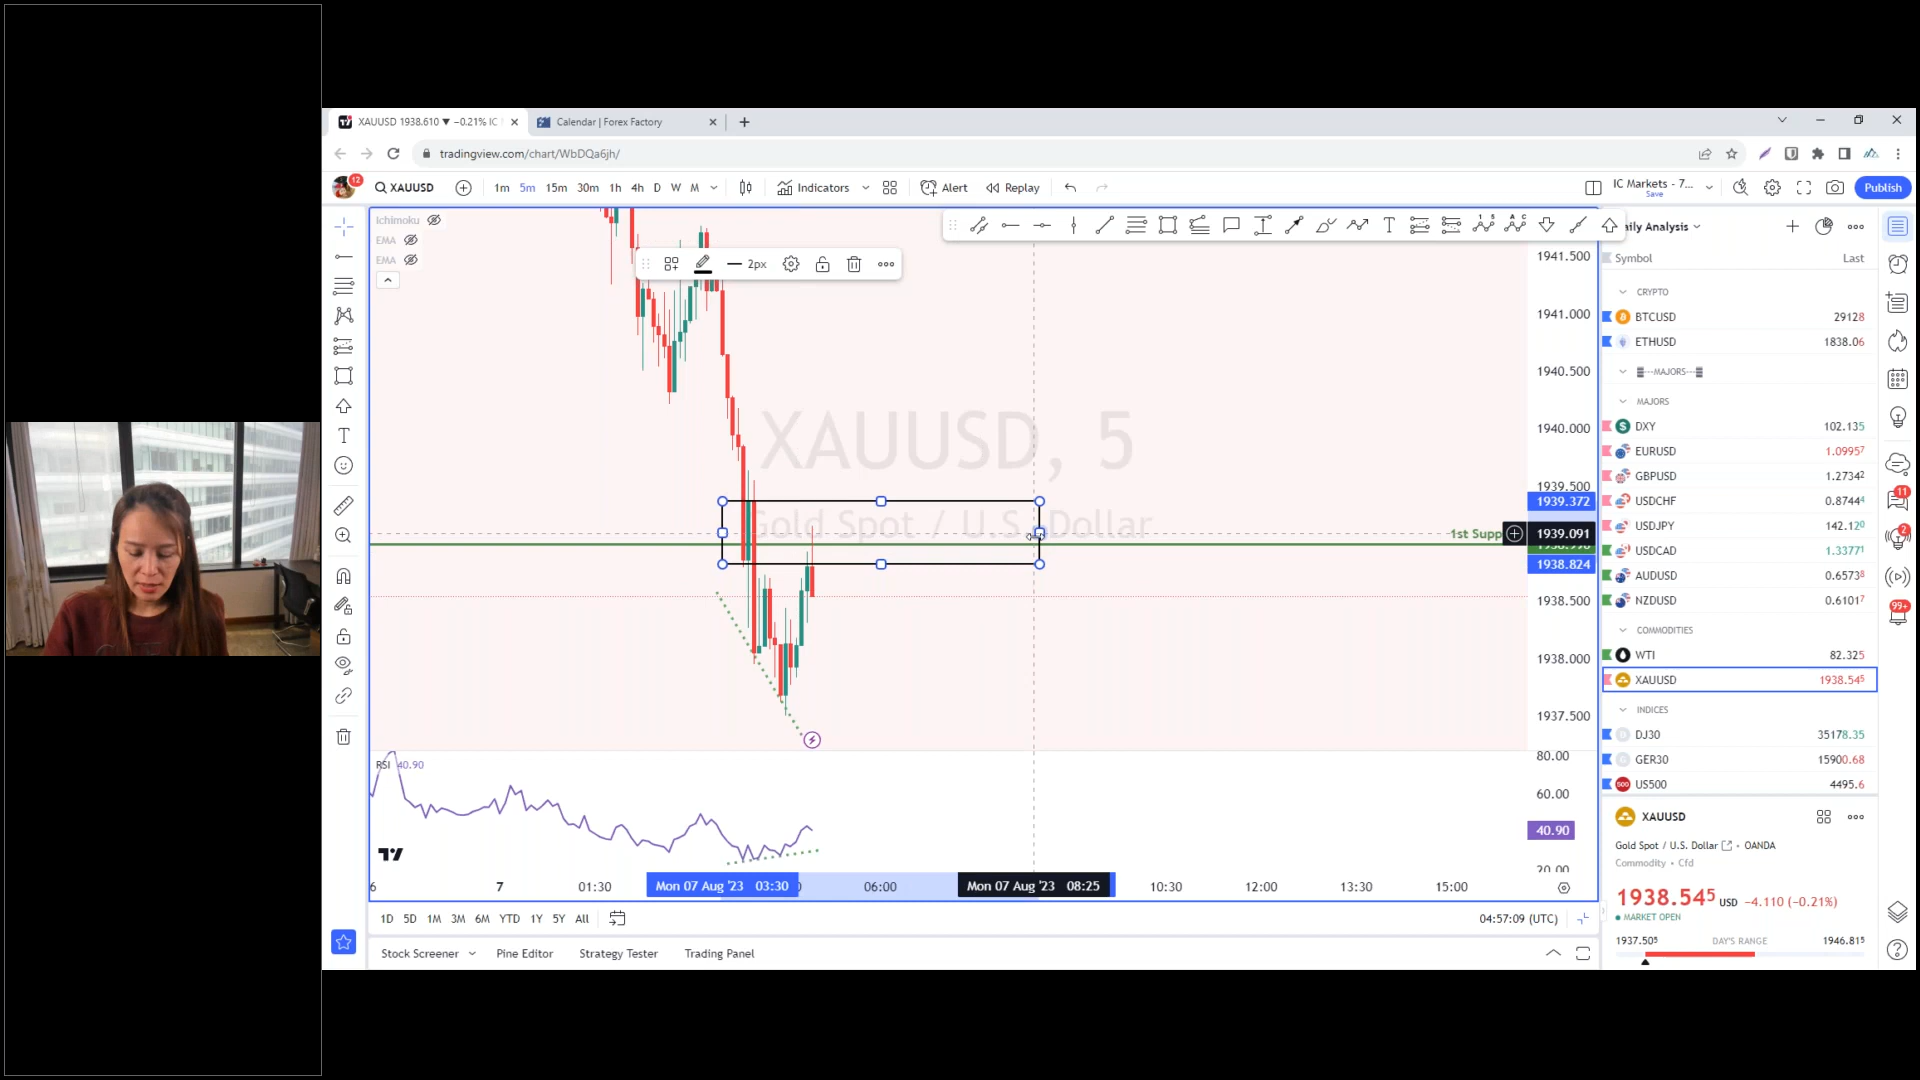 XAUUSD 1938.610 ▼ −0.21% IC
Calendar | Forex Factory
tradingview.com/chart/WbDQa6jh/
12
XAUUSD
1m 5m 15m 30m 1h 4h D W M
Indicators
Alert
Replay
IC Markets - 7...
Save
Publish
Ichimoku
EMA
EMA
2px
XAUUSD, 5
Gold Spot / U.S. Dollar
1st Supp
1941.500
1941.000
1940.500
1940.000
1939.500
1939.372
1939.091
1938.824
1938.500
1938.000
1937.500
RSI 40.90
80.00
60.00
40.90
20.00
6
7
01:30
Mon 07 Aug '23 03:30
06:00
Mon 07 Aug '23 08:25
10:30
12:00
13:30
15:00
1D 5D 1M 3M 6M YTD 1Y 5Y All
04:57:09 (UTC)
Stock Screener
Pine Editor
Strategy Tester
Trading Panel
aily Analysis
Symbol
Last
CRYPTO
BTCUSD 29128
ETHUSD 1838.06
---MAJORS---
MAJORS
DXY 102.135
EURUSD 1.09957
GBPUSD 1.27342
USDCHF 0.87444
USDJPY 142.120
USDCAD 1.33771
AUDUSD 0.65738
NZDUSD 0.61017
COMMODITIES
WTI 82.325
XAUUSD 1938.545
INDICES
DJ30 35178.35
GER30 15900.68
US500 4495.6
XAUUSD
Gold Spot / U.S. Dollar • OANDA
Commodity • Cfd
1938.545 USD −4.110 (−0.21%)
MARKET OPEN
1937.505 DAY'S RANGE 1946.815
11
2
99+